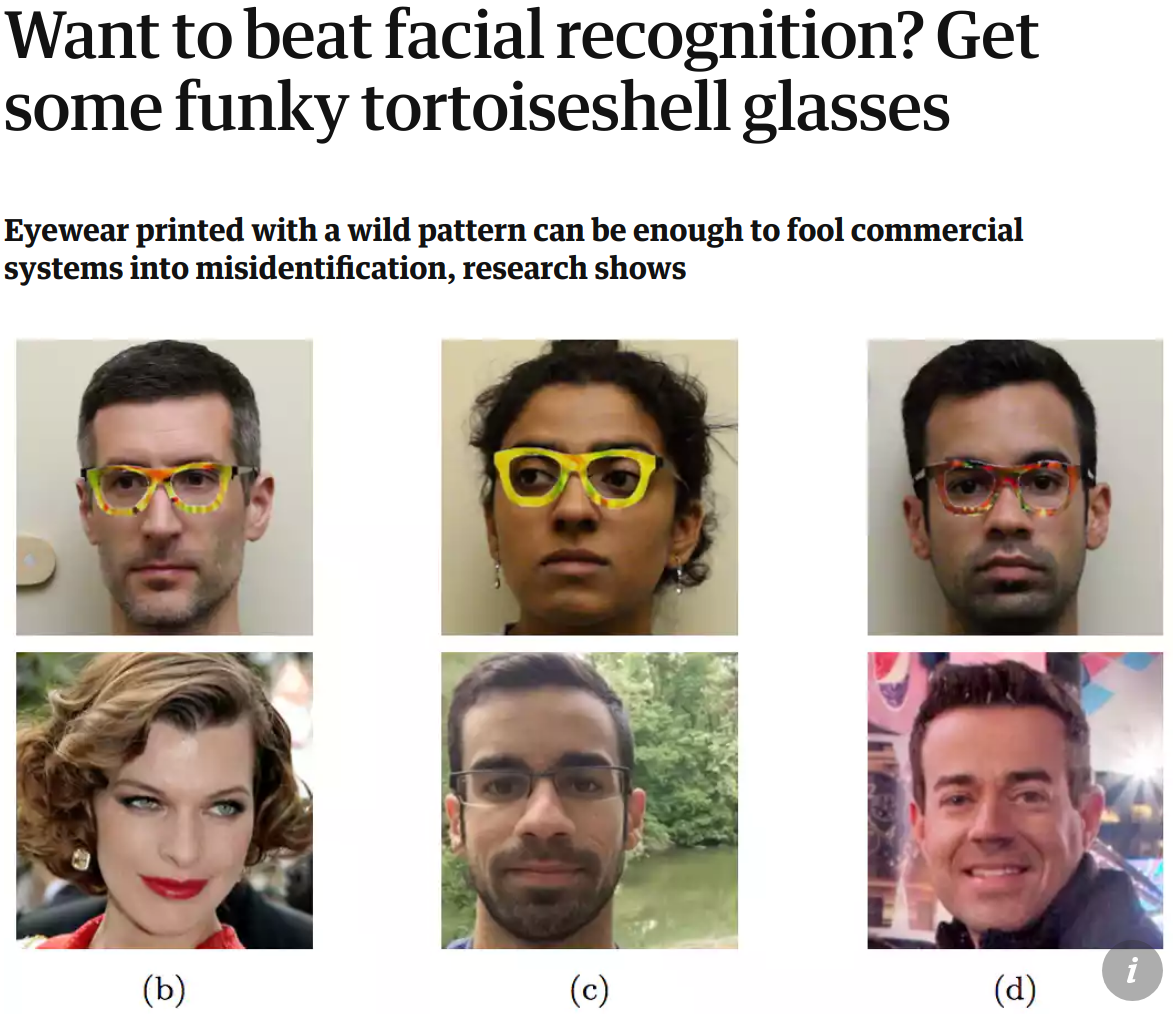 Want to beat facial recognition? Get
some funky tortoiseshell glasses
Eyewear printed with a wild pattern can be enough to fool commercial
systems into misidentification, research shows
(b)
(c)
(d)
i